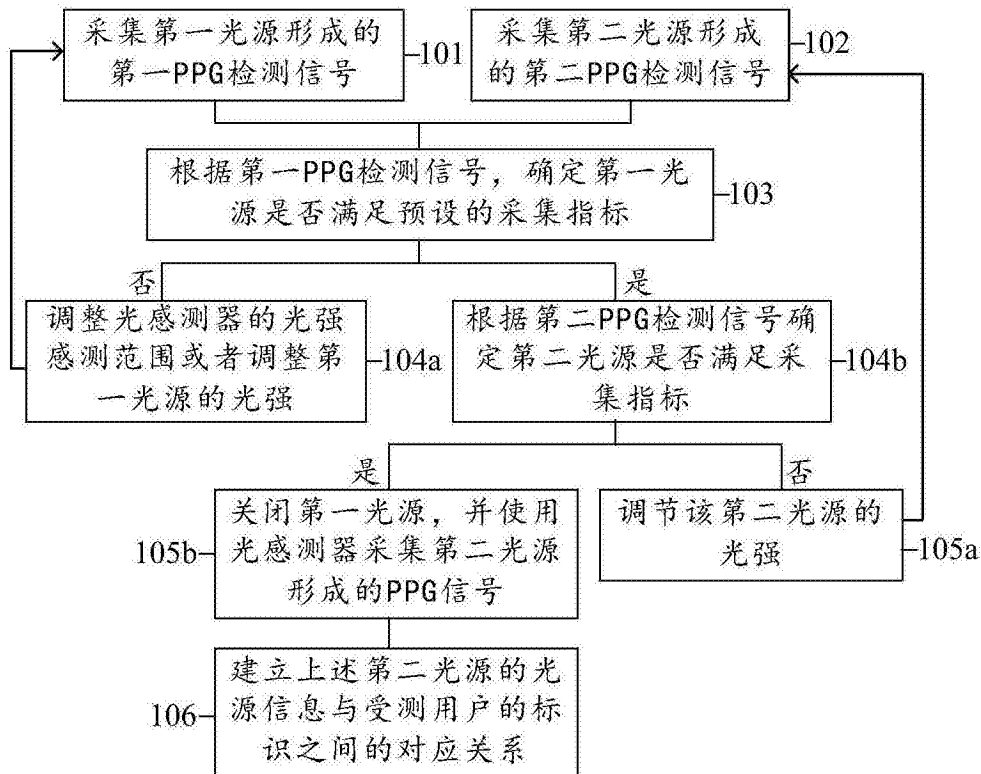 采集第一光源形成的
第一PPG检测信号
101
采集第二光源形成
的第二PPG检测信号
102
根据第一PPG检测信号，确定第一光
源是否满足预设的采集指标
103
否
是
调整光感测器的光强
感测范围或者调整第
一光源的光强
104a
根据第二PPG检测信号确
定第二光源是否满足采
集指标
104b
是
否
105b
关闭第一光源，并使用
光感测器采集第二光源
形成的PPG信号
调节该第二光源的
光强
105a
106
建立上述第二光源的光
源信息与受测用户的标
识之间的对应关系